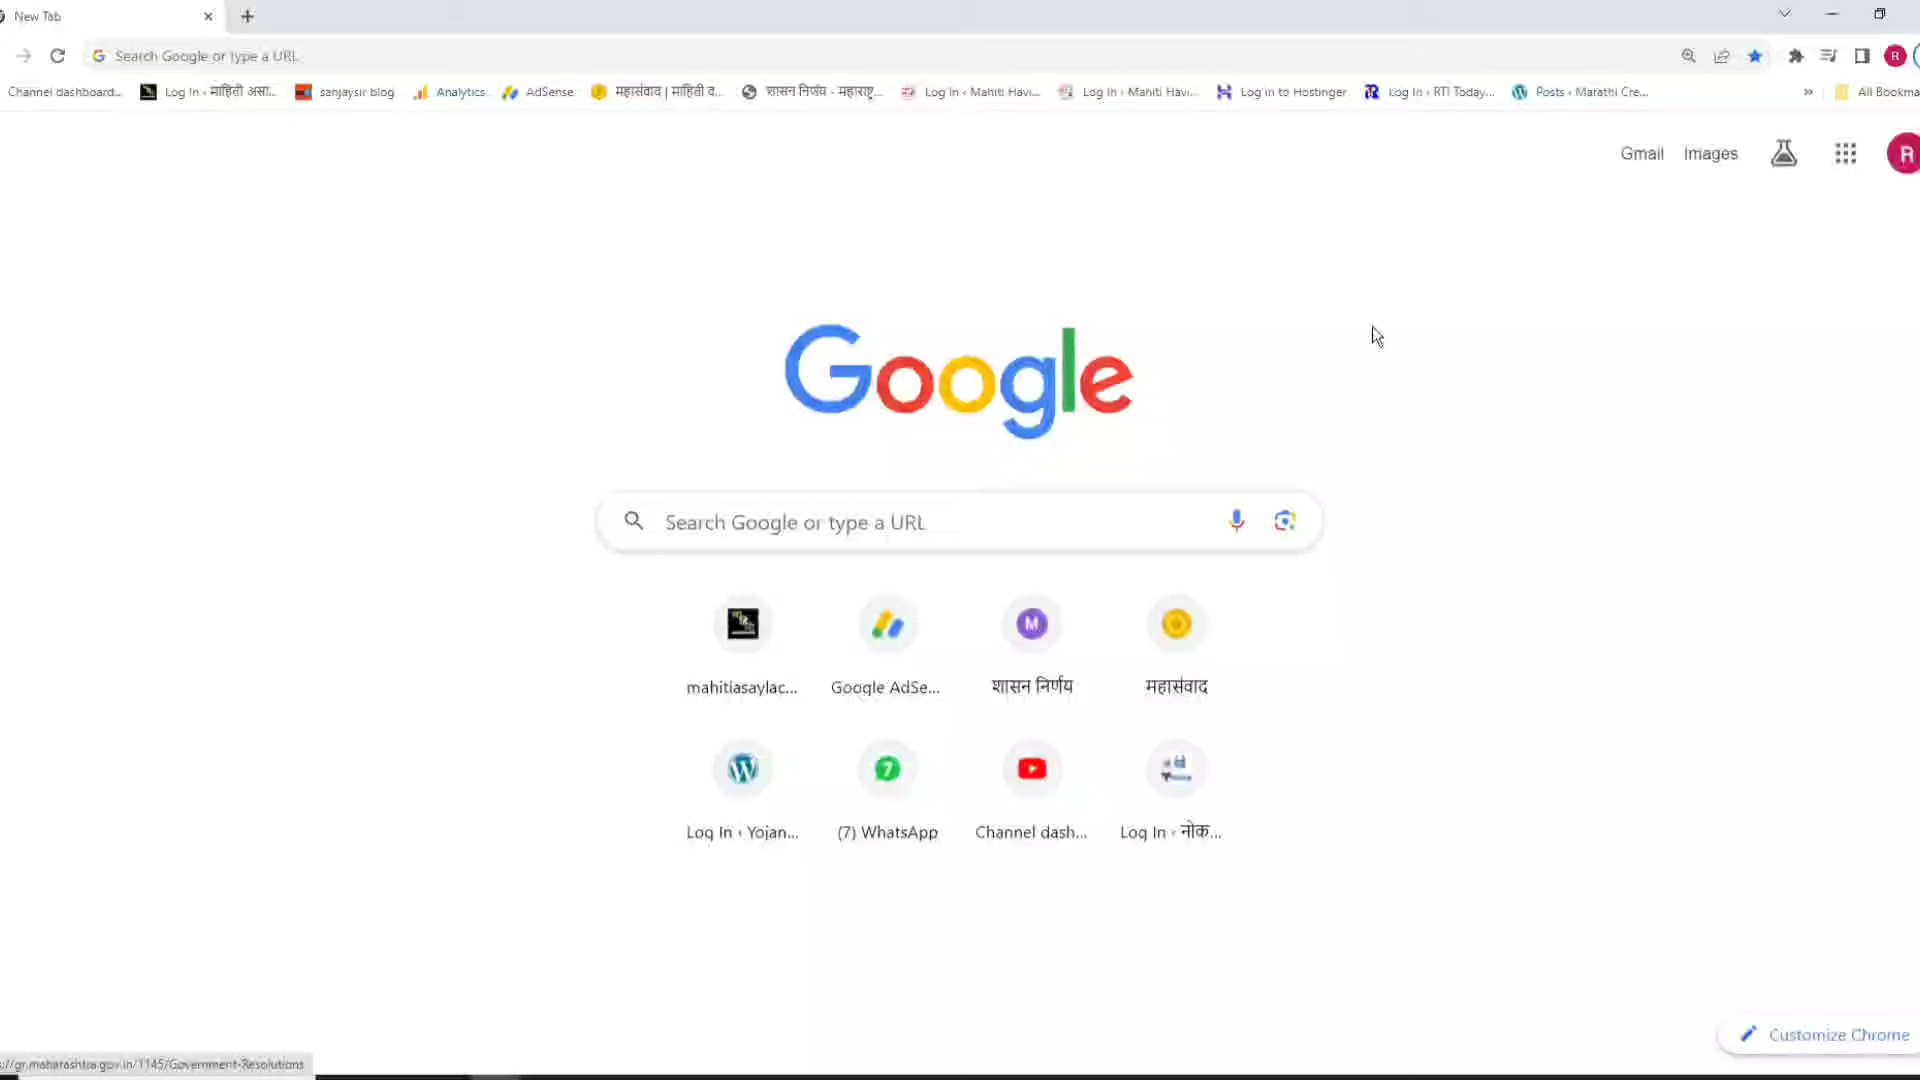 New Tab
Search Google or type a URL
Channel dashboard... Log In ‹ माहिती असा... sanjaysir blog Analytics AdSense महासंवाद | माहिती व... शासन निर्णय - महाराष्ट्र... Log In ‹ Mahiti Havi... Log In ‹ Mahiti Havi... Log in to Hostinger Log In ‹ RTI Today... Posts ‹ Marathi Cre... » All Bookma
R
Gmail Images R
Google
Search Google or type a URL
M
mahitiasaylac... Google AdSe... शासन निर्णय महासंवाद
7
Log In ‹ Yojan... (7) WhatsApp Channel dash... Log In ‹ नोक...
Customize Chrome
://gr.maharashtra.gov.in/1145/Government-Resolutions